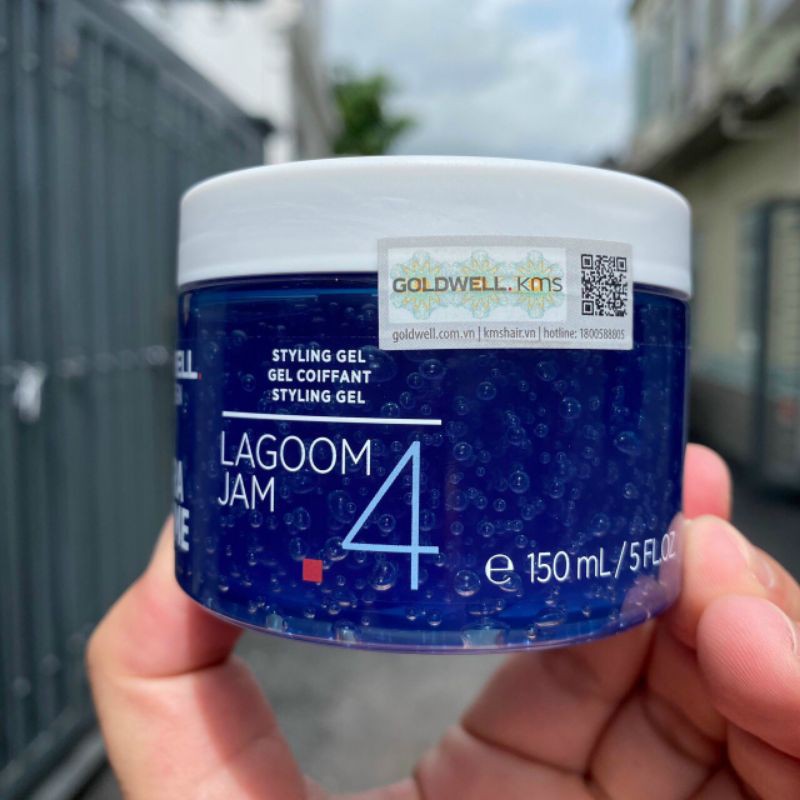 GOLDWELL. kms
goldwell.com.vn | kmshair.vn | hotline: 1800588805
STYLING GEL
GEL COIFFANT
STYLING GEL
LAGOOM
JAM
4
e 150 mL / 5 FL.OZ